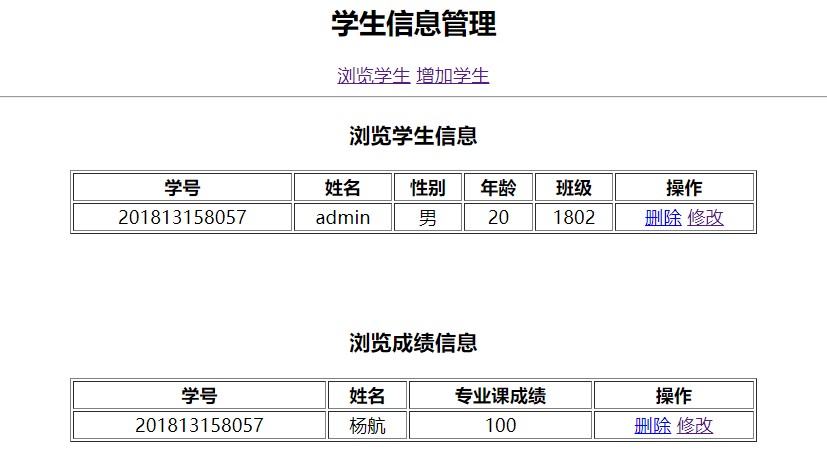 学生信息管理
浏览学生 增加学生
浏览学生信息
学号 姓名 性别 年龄 班级 操作
201813158057 admin 男 20 1802 删除 修改
浏览成绩信息
学号 姓名 专业课成绩 操作
201813158057 杨航 100 删除 修改